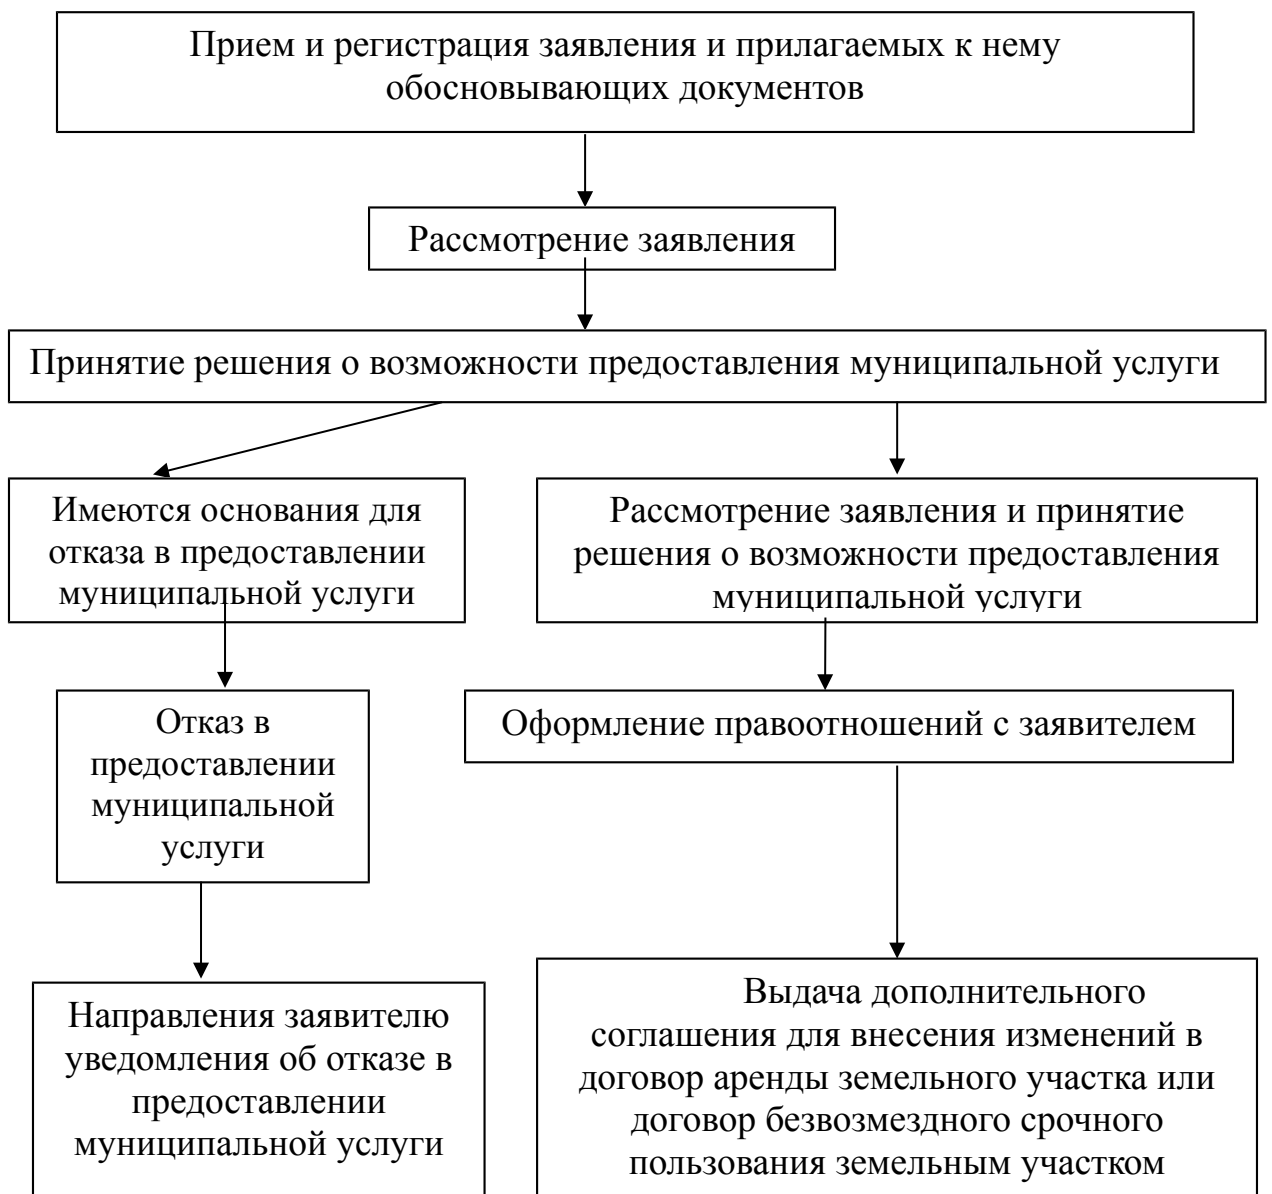 Прием и регистрация заявления и прилагаемых к нему
обосновывающих документов
Рассмотрение заявления
Принятие решения о возможности предоставления муниципальной услуги
Имеются основания для
отказа в предоставлении
муниципальной услуги
Рассмотрение заявления и принятие
решения о возможности предоставления
муниципальной услуги
Отказ в
предоставлении
муниципальной
услуги
Оформление правоотношений с заявителем
Направления заявителю
уведомления об отказе в
предоставлении
муниципальной услуги
Выдача дополнительного
соглашения для внесения изменений в
договор аренды земельного участка или
договор безвозмездного срочного
пользования земельным участком